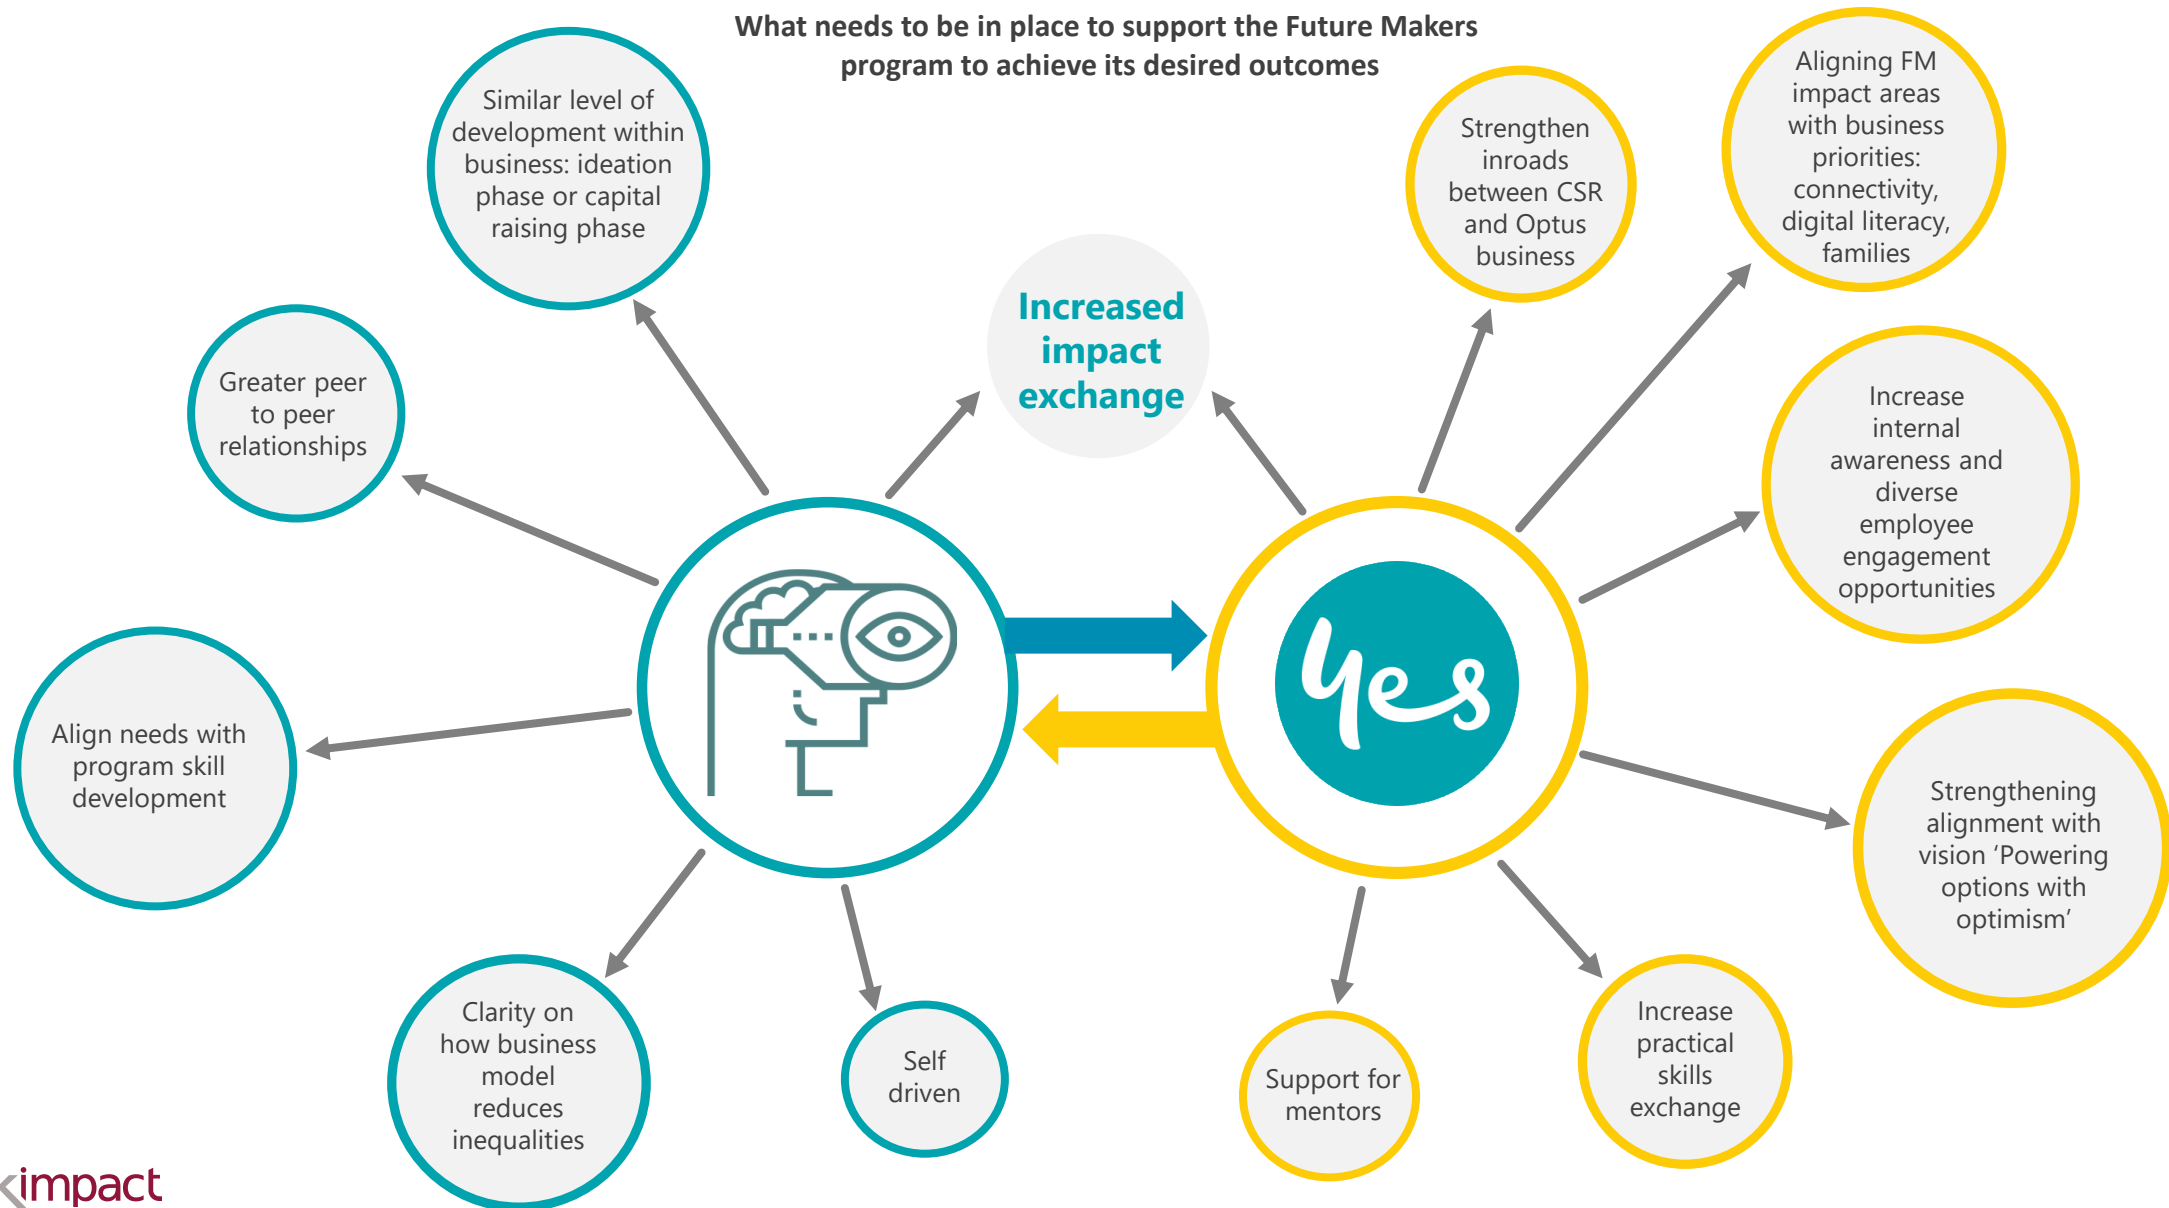 What needs to be in place to support the Future Makers
program to achieve its desired outcomes
Similar level of
development within
business: ideation
phase or capital
raising phase
Greater peer
to peer
relationships
Align needs with
program skill
development
Clarity on
how business
model
reduces
inequalities
Self
driven
Increased
impact
exchange
yes
Strengthen
inroads
between CSR
and Optus
business
Aligning FM
impact areas
with business
priorities:
connectivity,
digital literacy,
families
Increase
internal
awareness and
diverse
employee
engagement
opportunities
Strengthening
alignment with
vision ‘Powering
options with
optimism’
Increase
practical
skills
exchange
Support for
mentors
impact